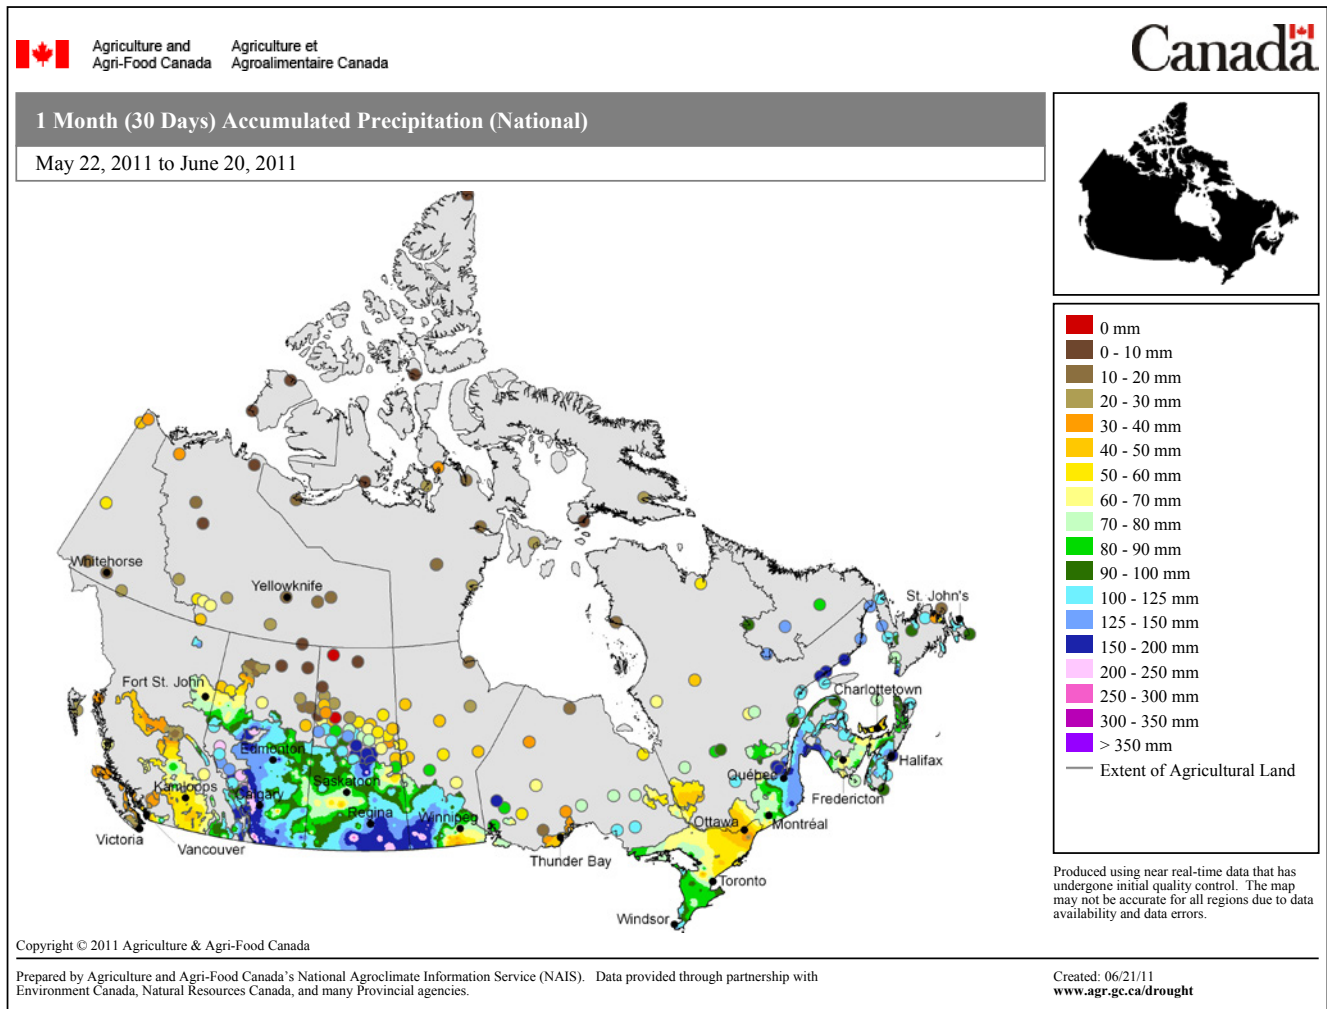 Agriculture and
Agri-Food Canada
Agriculture et
Agroalimentaire Canada
Canada
1 Month (30 Days) Accumulated Precipitation (National)
May 22, 2011 to June 20, 2011
Whitehorse
Yellowknife
St. John's
Fort St. John
Charlottetown
Edmonton
Halifax
Québec
Saskatoon
Kamloops
Calgary
Fredericton
Regina
Winnipeg
Ottawa
Montréal
Victoria
Vancouver
Thunder Bay
Toronto
Windsor
0 mm
0 - 10 mm
10 - 20 mm
20 - 30 mm
30 - 40 mm
40 - 50 mm
50 - 60 mm
60 - 70 mm
70 - 80 mm
80 - 90 mm
90 - 100 mm
100 - 125 mm
125 - 150 mm
150 - 200 mm
200 - 250 mm
250 - 300 mm
300 - 350 mm
> 350 mm
Extent of Agricultural Land
Produced using near real-time data that has
undergone initial quality control. The map
may not be accurate for all regions due to data
availability and data errors.
Copyright © 2011 Agriculture & Agri-Food Canada
Prepared by Agriculture and Agri-Food Canada's National Agroclimate Information Service (NAIS). Data provided through partnership with
Environment Canada, Natural Resources Canada, and many Provincial agencies.
Created: 06/21/11
www.agr.gc.ca/drought